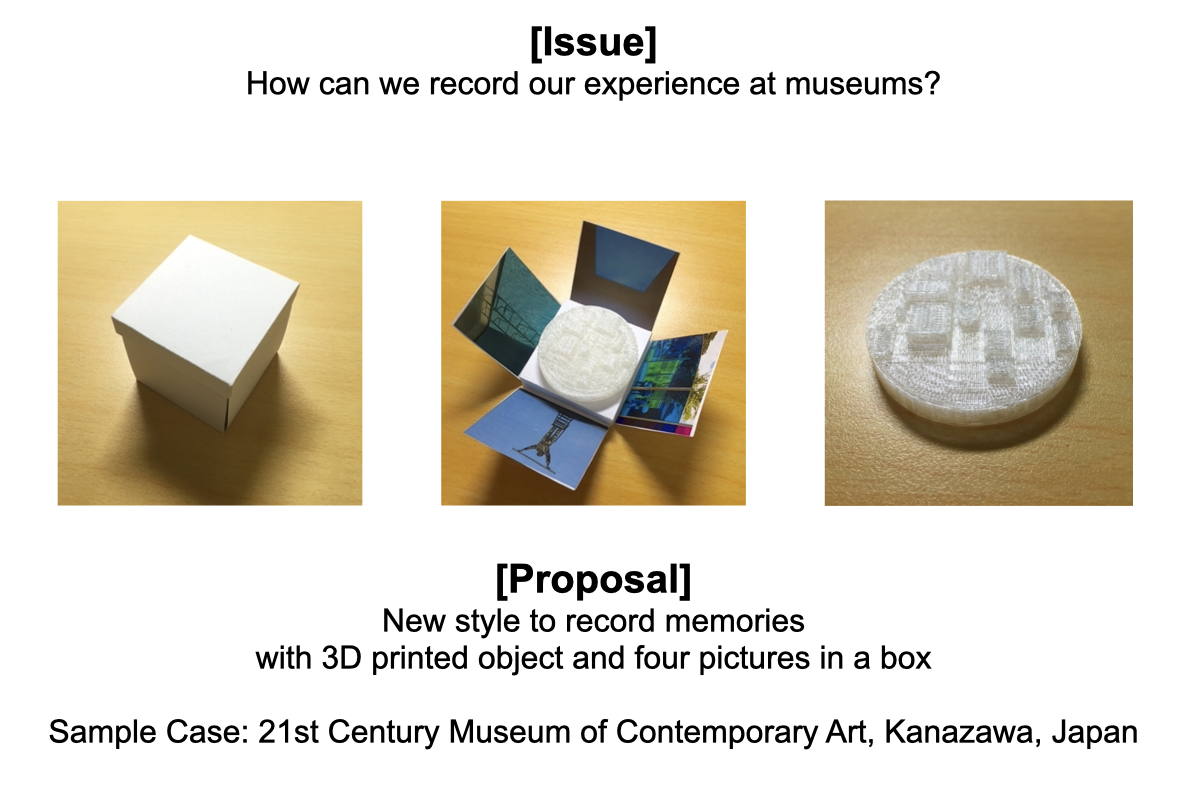 [Issue]
How can we record our experience at museums?
[Proposal]
New style to record memories
with 3D printed object and four pictures in a box
Sample Case: 21st Century Museum of Contemporary Art, Kanazawa, Japan